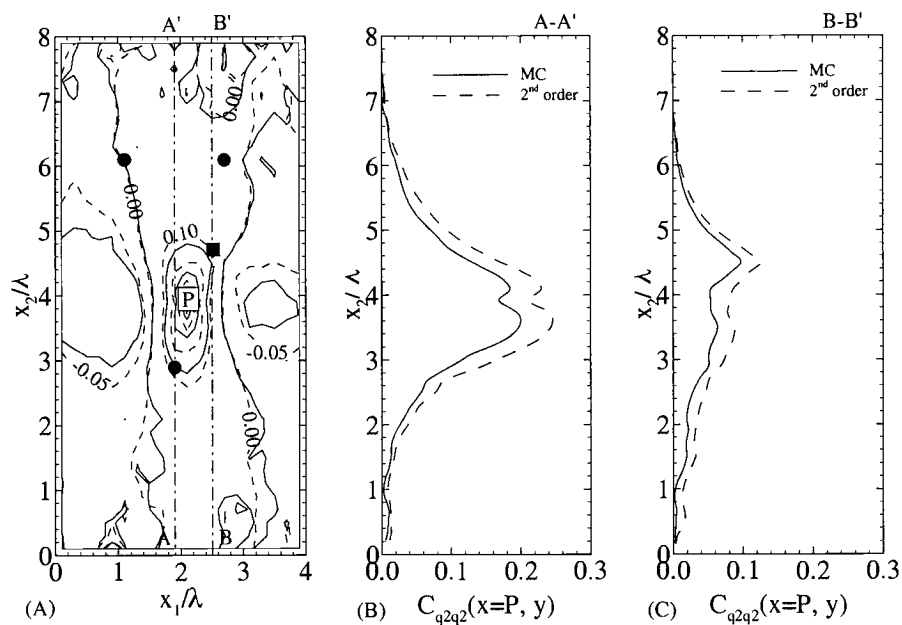 A' B'
8
7
6
5
4
3
2
1
0
x₂/λ
0.00
0.00
0.10
P
-0.05
-0.05
0.00
A
B
0 1 2 3 4
x₁/λ
(A)
A-A'
8
7
6
5
4
3
2
1
0
x₂/λ
MC
2nd order
0.0 0.1 0.2 0.3
C_q2q2(x=P, y)
(B)
B-B'
8
7
6
5
4
3
2
1
0
x₂/λ
MC
2nd order
0.0 0.1 0.2 0.3
C_q2q2(x=P, y)
(C)